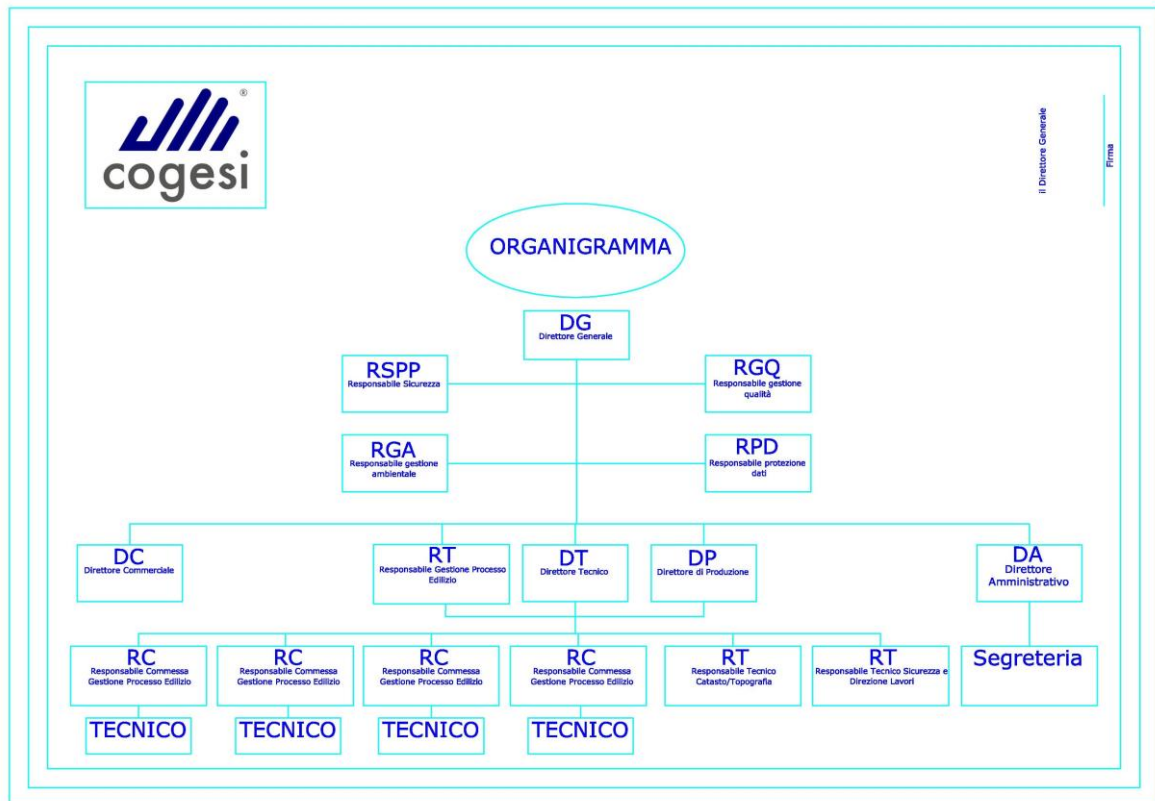 ®
cogesi
il Direttore Generale
Firma
ORGANIGRAMMA
DG
Direttore Generale
RSPP
Responsabile Sicurezza
RGQ
Responsabile gestione
qualità
RGA
Responsabile gestione
ambientale
RPD
Responsabile protezione
dati
DC
Direttore Commerciale
RT
Responsabile Gestione Processo
Edilizio
DT
Direttore Tecnico
DP
Direttore di Produzione
DA
Direttore
Amministrativo
RC
Responsabile Commessa
Gestione Processo Edilizio
RC
Responsabile Commessa
Gestione Processo Edilizio
RC
Responsabile Commessa
Gestione Processo Edilizio
RC
Responsabile Commessa
Gestione Processo Edilizio
RT
Responsabile Tecnico
Catasto/Topografia
RT
Responsabile Tecnico Sicurezza e
Direzione Lavori
Segreteria
TECNICO
TECNICO
TECNICO
TECNICO